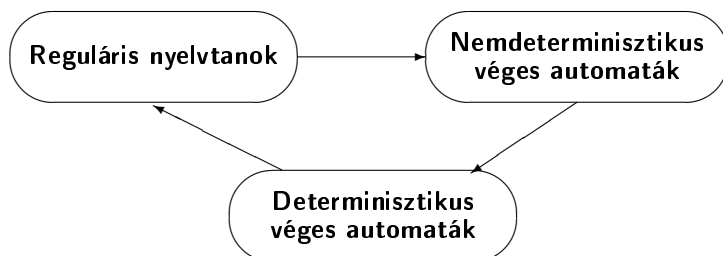 Reguláris nyelvtanok
Nemdeterminisztikus
véges automaták
Determinisztikus
véges automaták